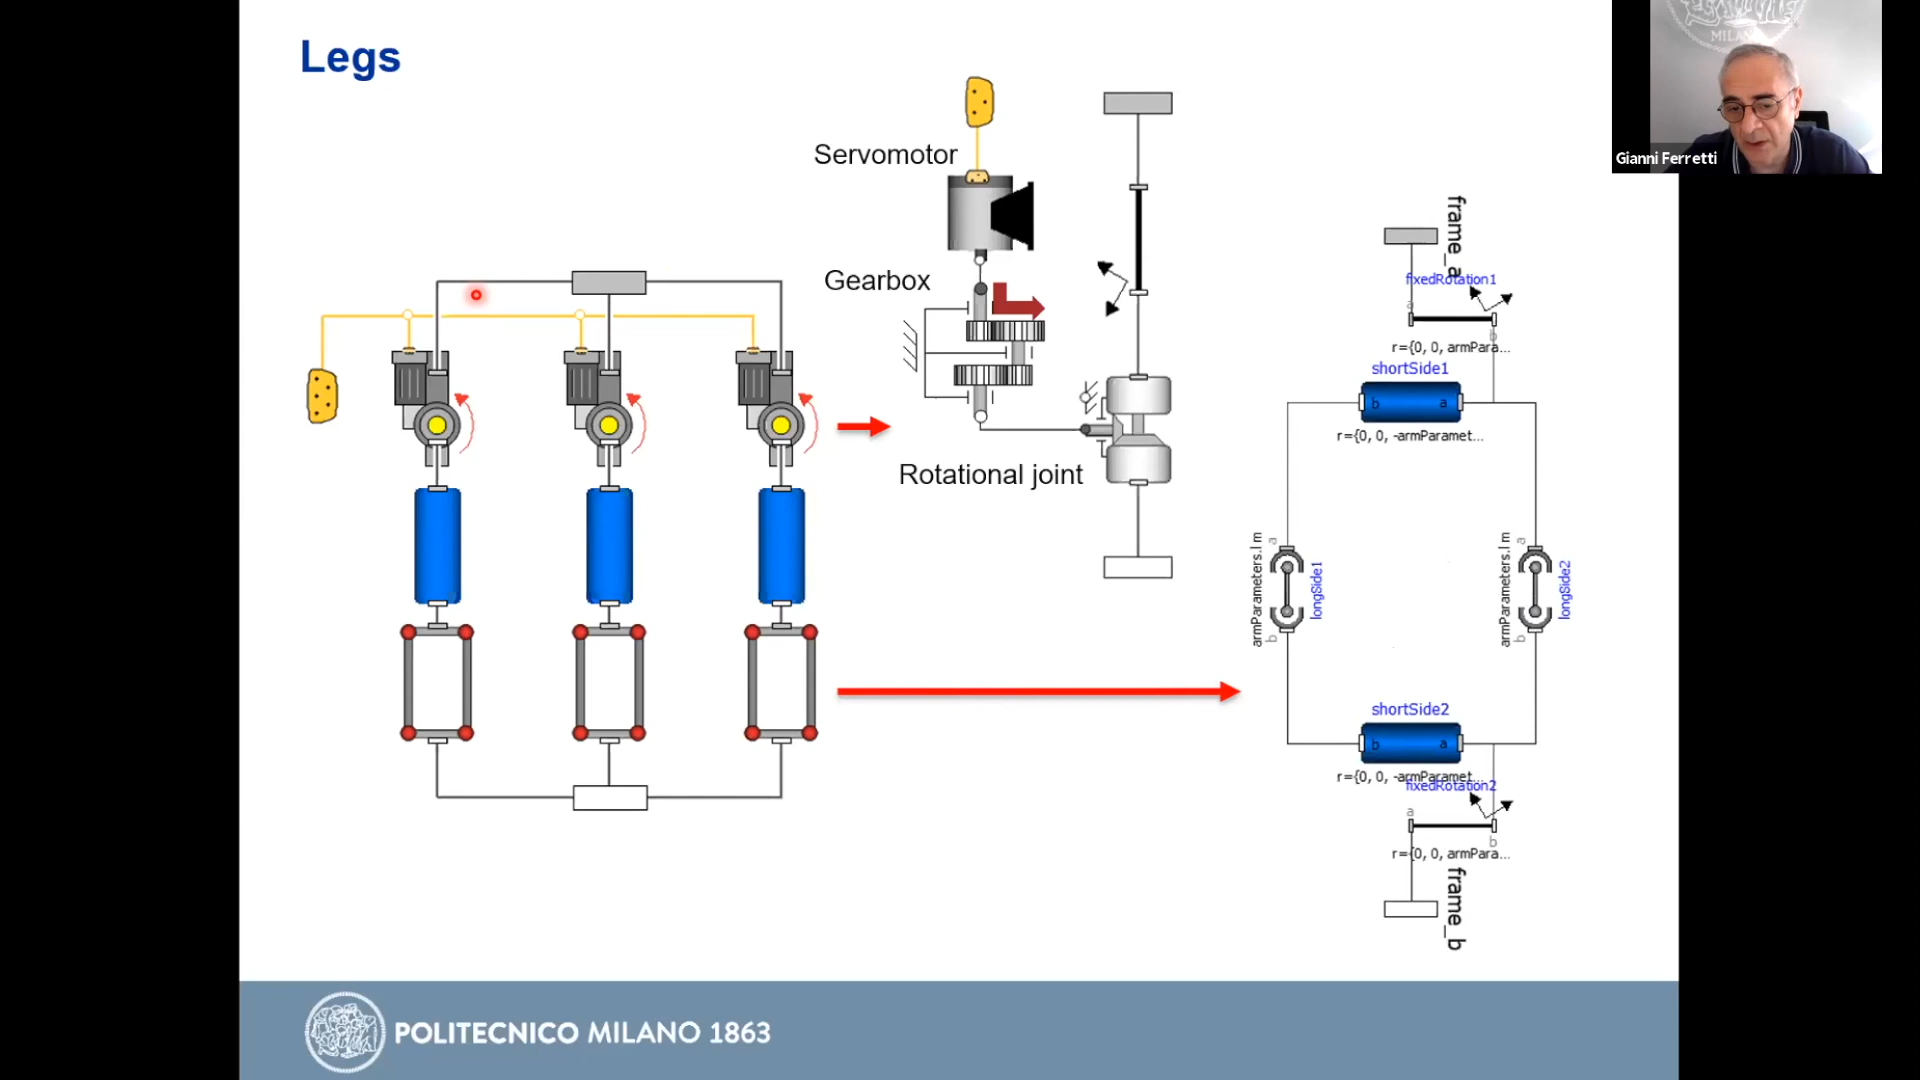 Legs
MILA
Gianni Ferretti
Servomotor
Gearbox
Rotational joint
frame_a
fixedRotation1
a
b
r={0, 0, armPara...
shortSide1
b a
r={0, 0, -armParamet...
armParameters.l m
a
b
longSide1
armParameters.l m
a
b
longSide2
shortSide2
b a
r={0, 0, -armParamet...
fixedRotation2
a
b
r={0, 0, armPara...
frame_b
POLITECNICO MILANO 1863